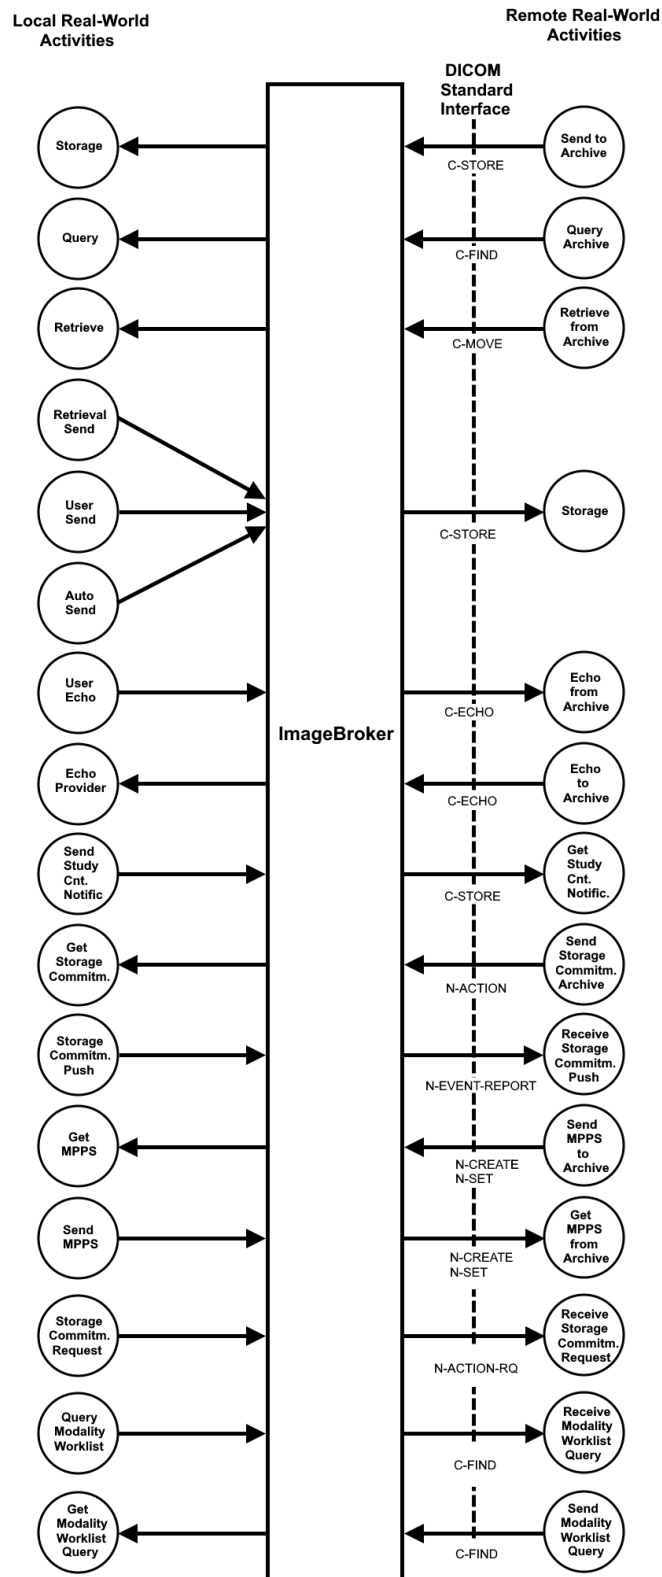 Local Real-World
Activities
Remote Real-World
Activities
DICOM
Standard
Interface
Storage
C-STORE
Send to
Archive
Query
C-FIND
Query
Archive
Retrieve
C-MOVE
Retrieve
from
Archive
Retrieval
Send
User
Send
C-STORE
Storage
Auto
Send
User
Echo
C-ECHO
Echo
from
Archive
ImageBroker
Echo
Provider
C-ECHO
Echo
to
Archive
Send
Study
Cnt.
Notific
C-STORE
Get
Study
Cnt.
Notific.
Get
Storage
Commitm.
N-ACTION
Send
Storage
Commitm.
Archive
Storage
Commitm.
Push
N-EVENT-REPORT
Receive
Storage
Commitm.
Push
Get
MPPS
N-CREATE
N-SET
Send
MPPS
to
Archive
Send
MPPS
N-CREATE
N-SET
Get
MPPS
from
Archive
Storage
Commitm.
Request
N-ACTION-RQ
Receive
Storage
Commitm.
Request
Query
Modality
Worklist
C-FIND
Receive
Modality
Worklist
Query
Get
Modality
Worklist
Query
C-FIND
Send
Modality
Worklist
Query